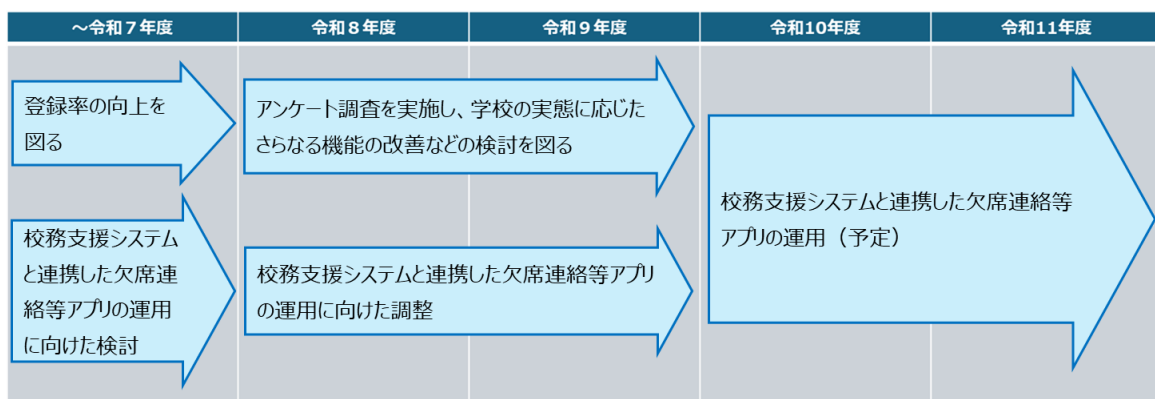 ～令和７年度
令和８年度
令和９年度
令和10年度
令和11年度
登録率の向上を
図る
アンケート調査を実施し、学校の実態に応じた
さらなる機能の改善などの検討を図る
校務支援システム
と連携した欠席連
絡等アプリの運用
に向けた検討
校務支援システムと連携した欠席連絡等アプリ
の運用に向けた調整
校務支援システムと連携した欠席連絡等
アプリの運用（予定）